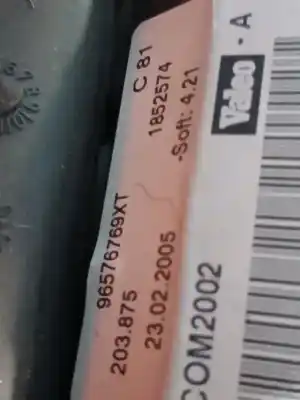 96576769XT C 81
203.875 1852574
23.02.2005 -Soft: 4.21
COM2002 Valeo - A